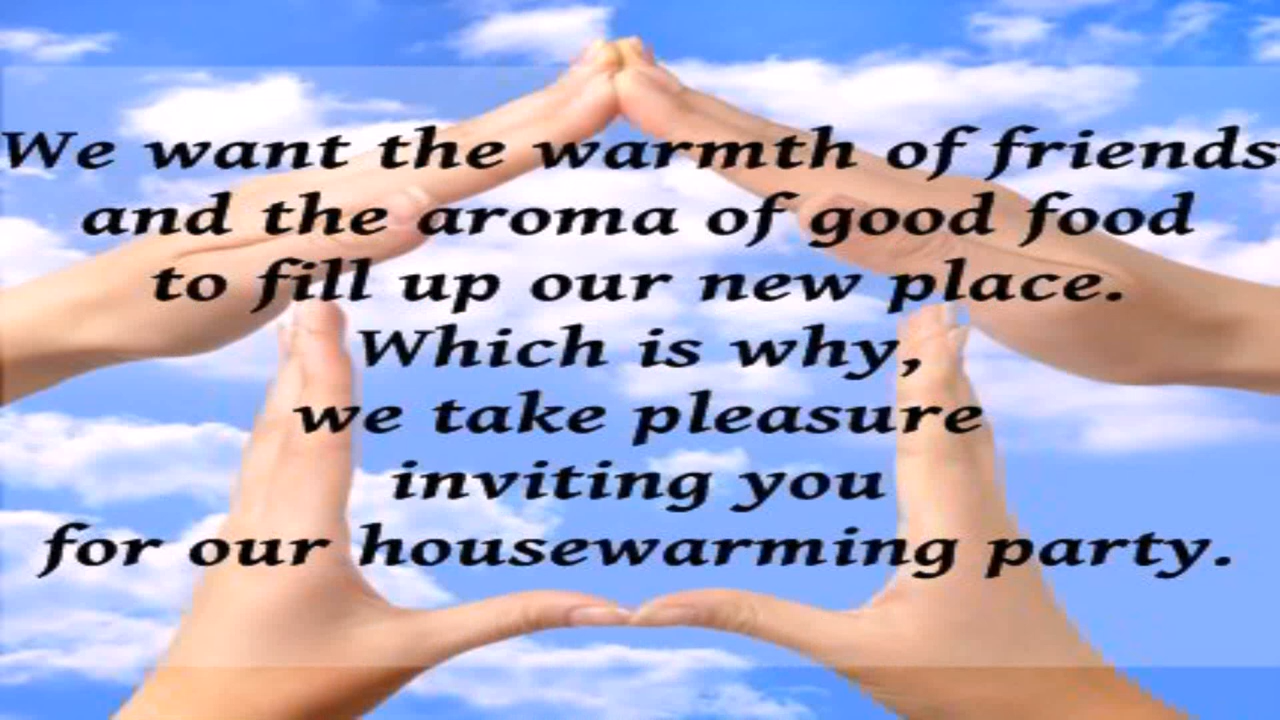 We want the warmth of friends
and the aroma of good food
to fill up our new place.
Which is why,
we take pleasure
inviting you
for our housewarming party.